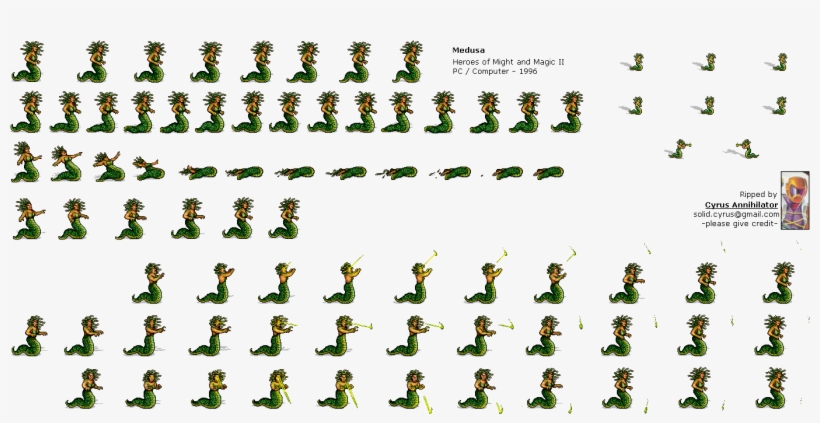 Medusa
Heroes of Might and Magic II
PC / Computer - 1996
Ripped by
Cyrus Annihilator
solid.cyrus@gmail.com
-please give credit-